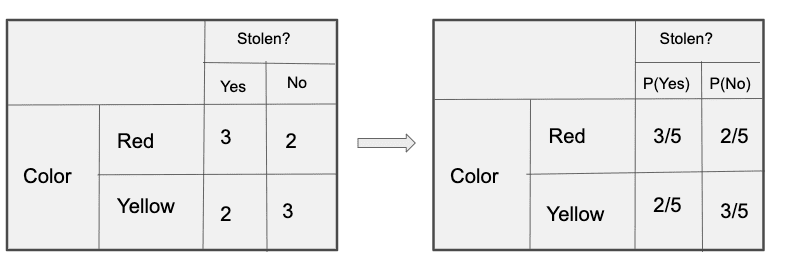 Stolen?
Yes No
Red 3 2
Color
Yellow 2 3
Stolen?
P(Yes) P(No)
Red 3/5 2/5
Color
Yellow 2/5 3/5